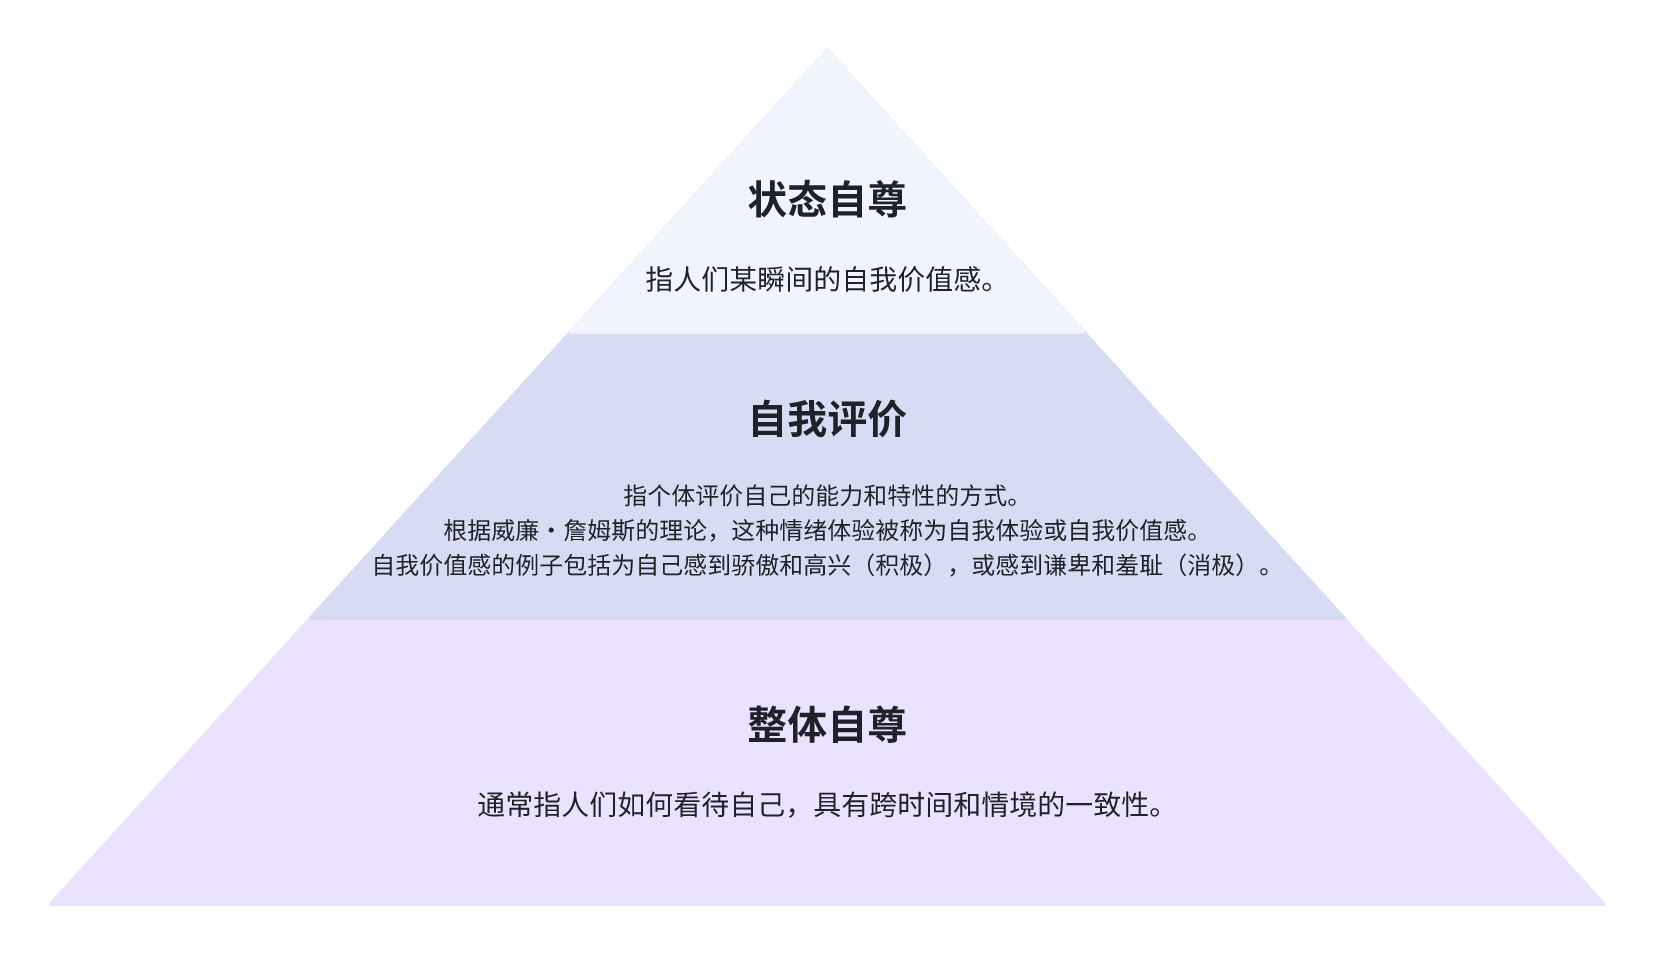 状态自尊
指人们某瞬间的自我价值感。
自我评价
指个体评价自己的能力和特性的方式。
根据威廉・詹姆斯的理论，这种情绪体验被称为自我体验或自我价值感。
自我价值感的例子包括为自己感到骄傲和高兴（积极），或感到谦卑和羞耻（消极）。
整体自尊
通常指人们如何看待自己，具有跨时间和情境的一致性。